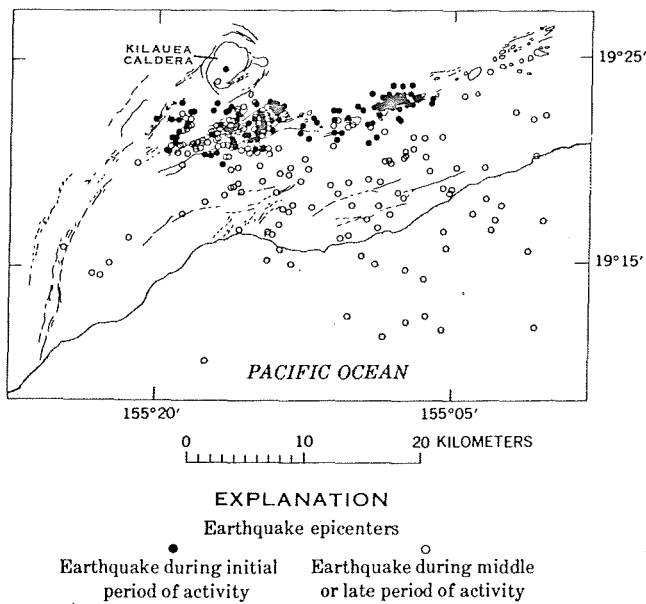 KILAUEA
CALDERA
19°25'
19°15'
PACIFIC OCEAN
155°20'
155°05'
0 10 20 KILOMETERS
EXPLANATION
Earthquake epicenters
Earthquake during initial
period of activity
Earthquake during middle
or late period of activity